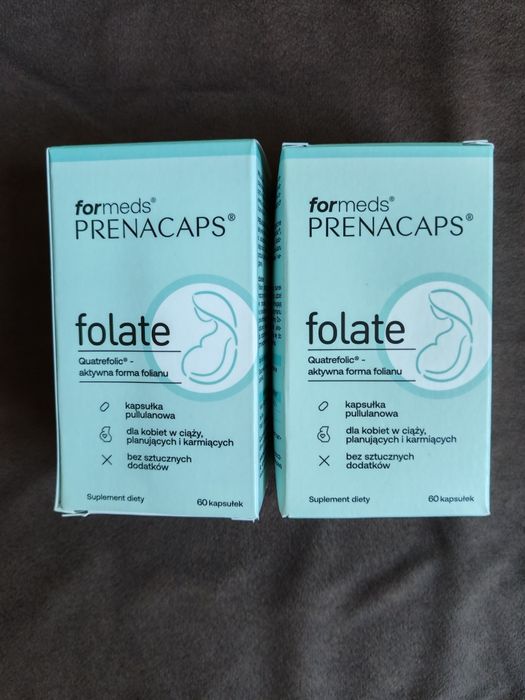 formeds®
PRENACAPS®
folate
Quatrefolic® -
aktywna forma folianu
kapsułka
pullulanowa
dla kobiet w ciąży,
planujących i karmiących
bez sztucznych
dodatków
Suplement diety
60 kapsułek
formeds®
PRENACAPS®
folate
Quatrefolic® -
aktywna forma folianu
kapsułka
pullulanowa
dla kobiet w ciąży,
planujących i karmiących
bez sztucznych
dodatków
Suplement diety
60 kapsułek